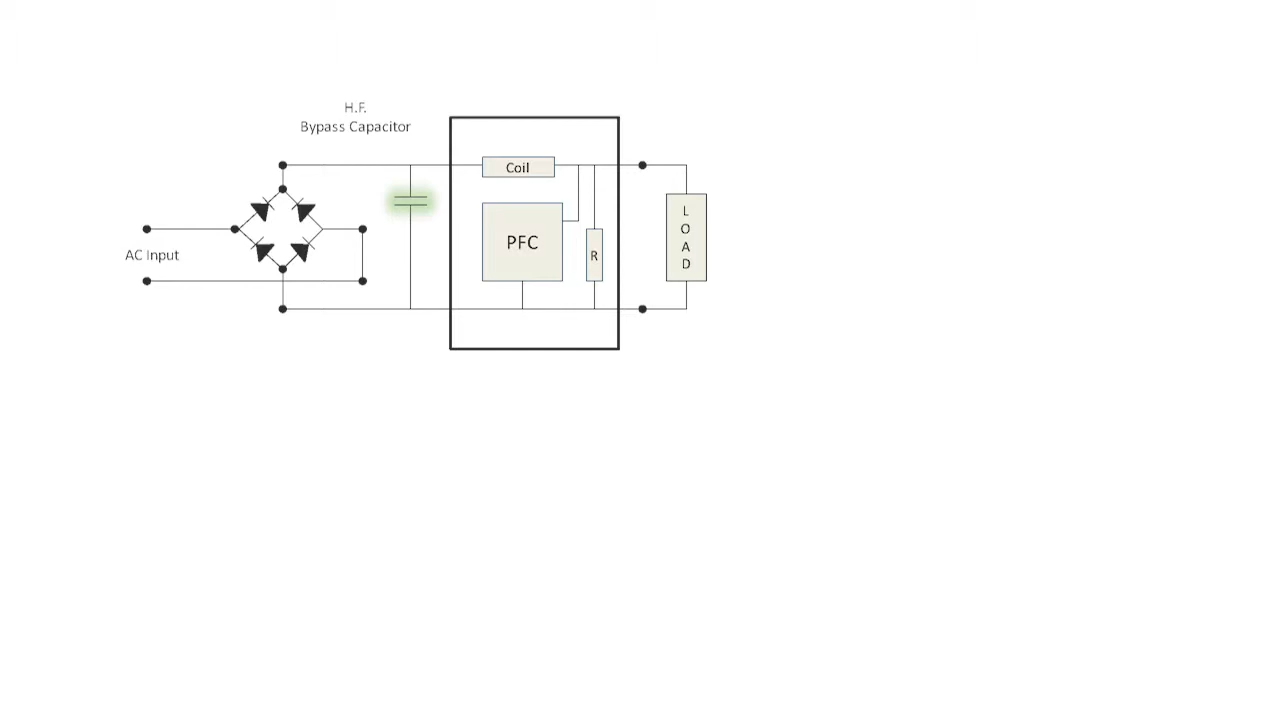 H.F.
Bypass Capacitor
Coil
L
O
A
D
PFC
R
AC Input